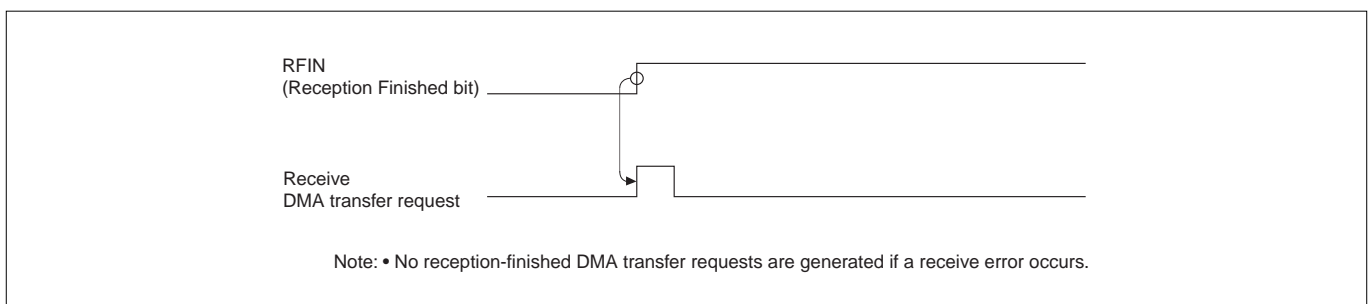 RFIN
(Reception Finished bit)
Receive
DMA transfer request
Note: • No reception-finished DMA transfer requests are generated if a receive error occurs.